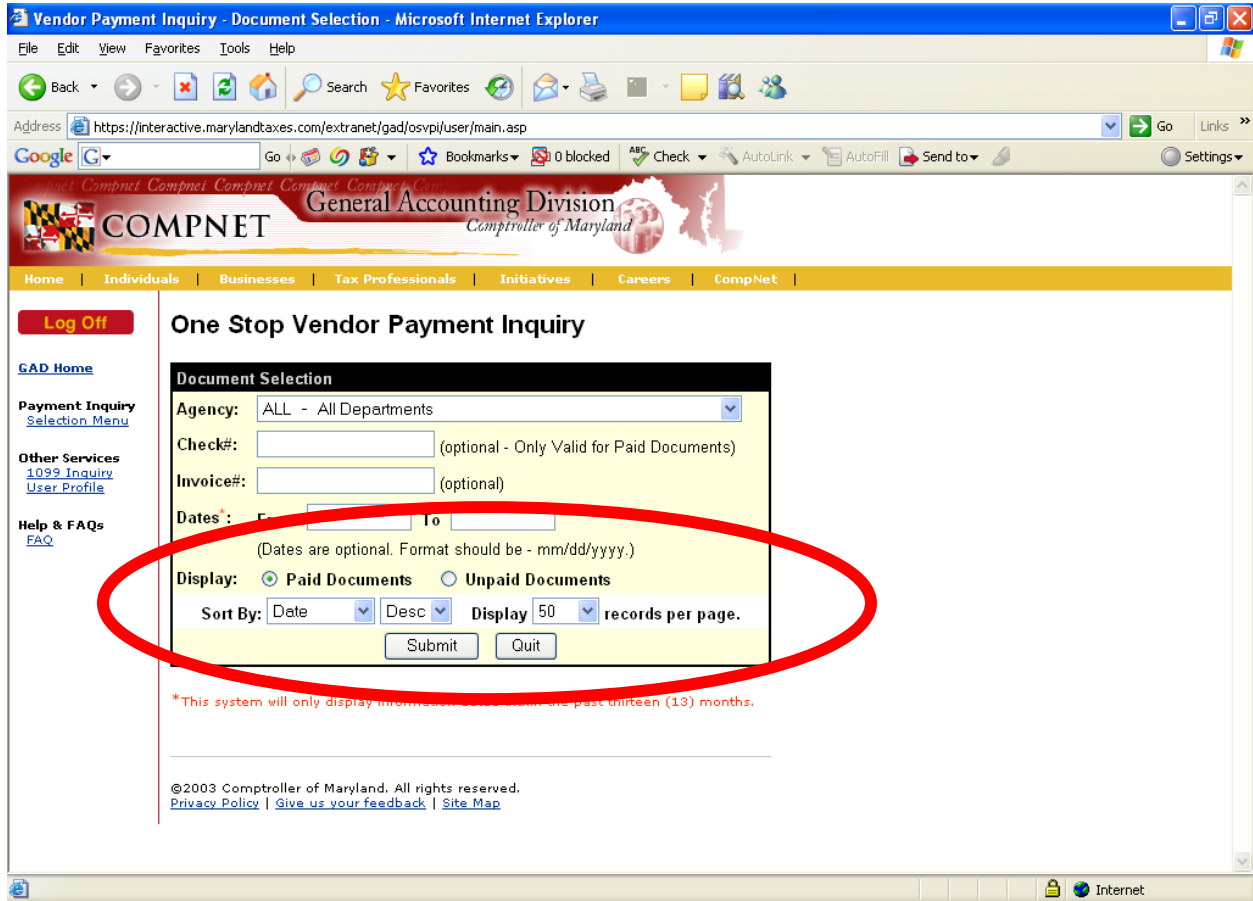 Vendor Payment Inquiry - Document Selection - Microsoft Internet Explorer
File Edit View Favorites Tools Help
Back Search Favorites
Address https://interactive.marylandtaxes.com/extranet/gad/osvpi/user/main.asp Go Links »
Google G Go Bookmarks 0 blocked ABC Check AutoLink AutoFill Send to Settings
Compnet Compnet Compnet Compnet Compnet
General Accounting Division
COMPNET Comptroller of Maryland
Home | Individuals | Businesses | Tax Professionals | Initiatives | Careers | CompNet |
Log Off
One Stop Vendor Payment Inquiry
GAD Home
Payment Inquiry
Selection Menu
Other Services
1099 Inquiry
User Profile
Help & FAQs
FAQ
Document Selection
Agency: ALL - All Departments
Check#: (optional - Only Valid for Paid Documents)
Invoice#: (optional)
Dates*: To
(Dates are optional. Format should be - mm/dd/yyyy.)
Display: Paid Documents Unpaid Documents
Sort By: Date Desc Display 50 records per page.
Submit Quit
*This system will only display information dates within the past thirteen (13) months.
©2003 Comptroller of Maryland. All rights reserved.
Privacy Policy | Give us your feedback | Site Map
Internet